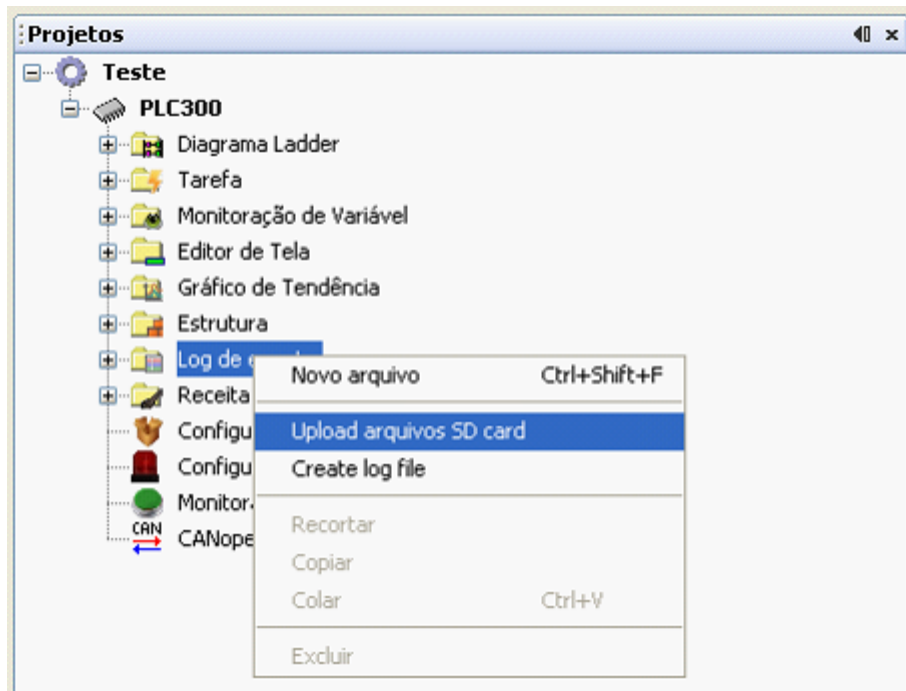 Projetos
Teste
PLC300
Diagrama Ladder
Tarefa
Monitoração de Variável
Editor de Tela
Gráfico de Tendência
Estrutura
Log de
Receita
Configu
Configu
Monitor
CANope
Novo arquivo Ctrl+Shift+F
Upload arquivos SD card
Create log file
Recortar
Copiar
Colar Ctrl+V
Excluir
CAN